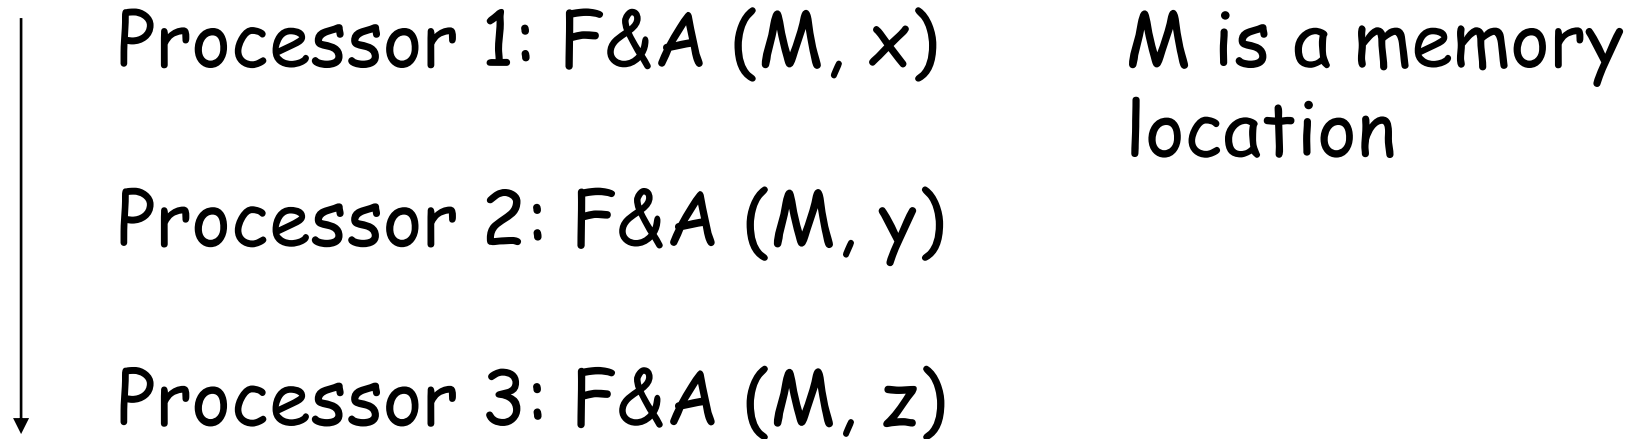 Processor 1: F&A (M, x)
M is a memory
location
Processor 2: F&A (M, y)
Processor 3: F&A (M, z)